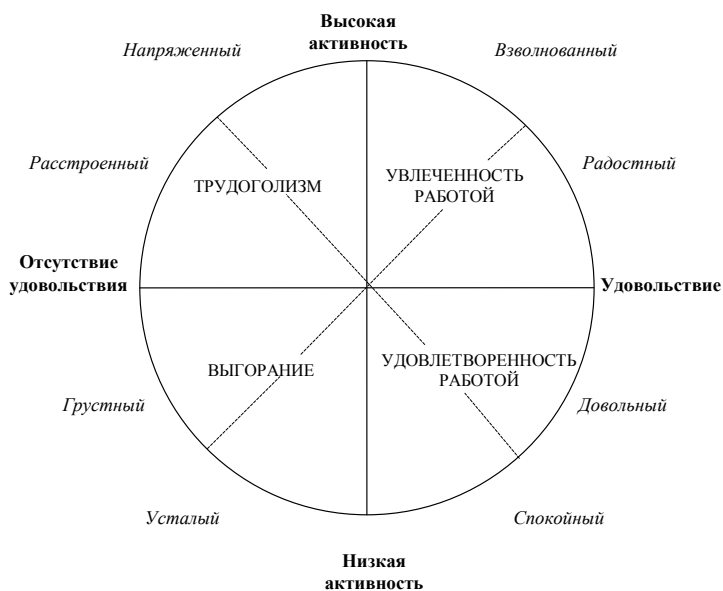 Высокая
активность
Напряженный
Взволнованный
Расстроенный
Радостный
ТРУДОГОЛИЗМ
УВЛЕЧЕННОСТЬ
РАБОТОЙ
Отсутствие
удовольствия
Удовольствие
ВЫГОРАНИЕ
УДОВЛЕТВОРЕННОСТЬ
РАБОТОЙ
Грустный
Довольный
Усталый
Спокойный
Низкая
активность